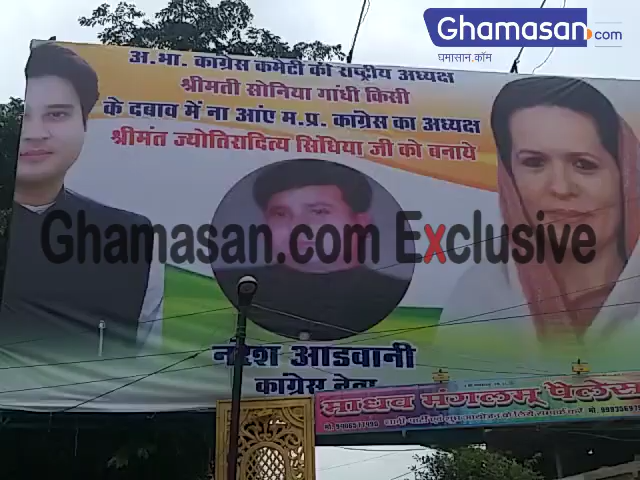 Ghamasan.com
घमासान.कॉम
अ.भा. कांग्रेस कमेटी की राष्ट्रीय अध्यक्ष
श्रीमती सोनिया गांधी किसी
के दबाव में ना आएं म.प्र. कांग्रेस का अध्यक्ष
श्रीमंत ज्योतिरादित्य सिंधिया जी को बनाये
Ghamasan.com Exclusive
नरेश आडवानी
कांग्रेस नेता
माधव मंगलम् पैलेस